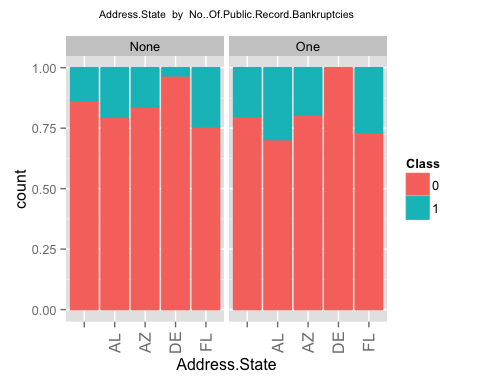 Address.State by No..Of.Public.Record.Bankruptcies
None One
1.00
0.75
0.50
0.25
0.00
count
AL AZ DE FL AL AZ DE FL
Address.State
Class
0
1